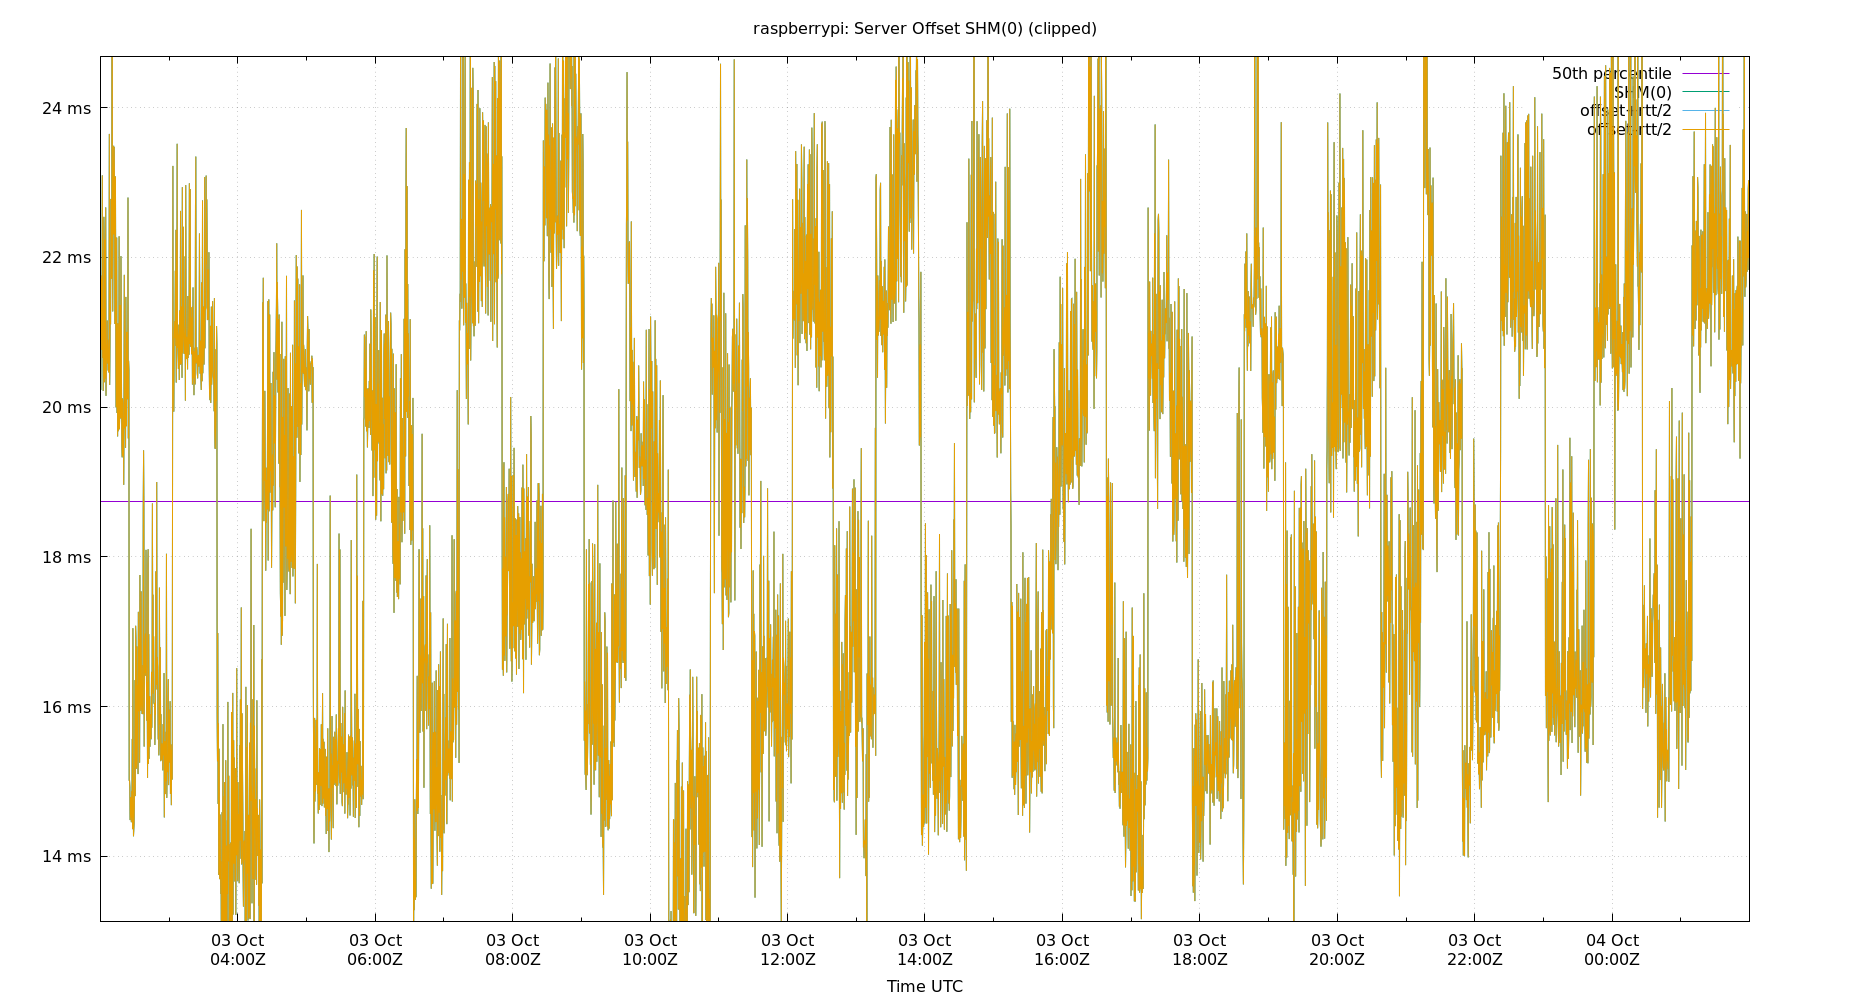 raspberrypi: Server Offset SHM(0) (clipped)
50th percentile
SHM(0)
offset+rtt/2
offset-rtt/2
24 ms
22 ms
20 ms
18 ms
16 ms
14 ms
03 Oct 03 Oct 03 Oct 03 Oct 03 Oct 03 Oct 03 Oct 03 Oct 03 Oct 03 Oct 04 Oct
04:00Z 06:00Z 08:00Z 10:00Z 12:00Z 14:00Z 16:00Z 18:00Z 20:00Z 22:00Z 00:00Z
Time UTC